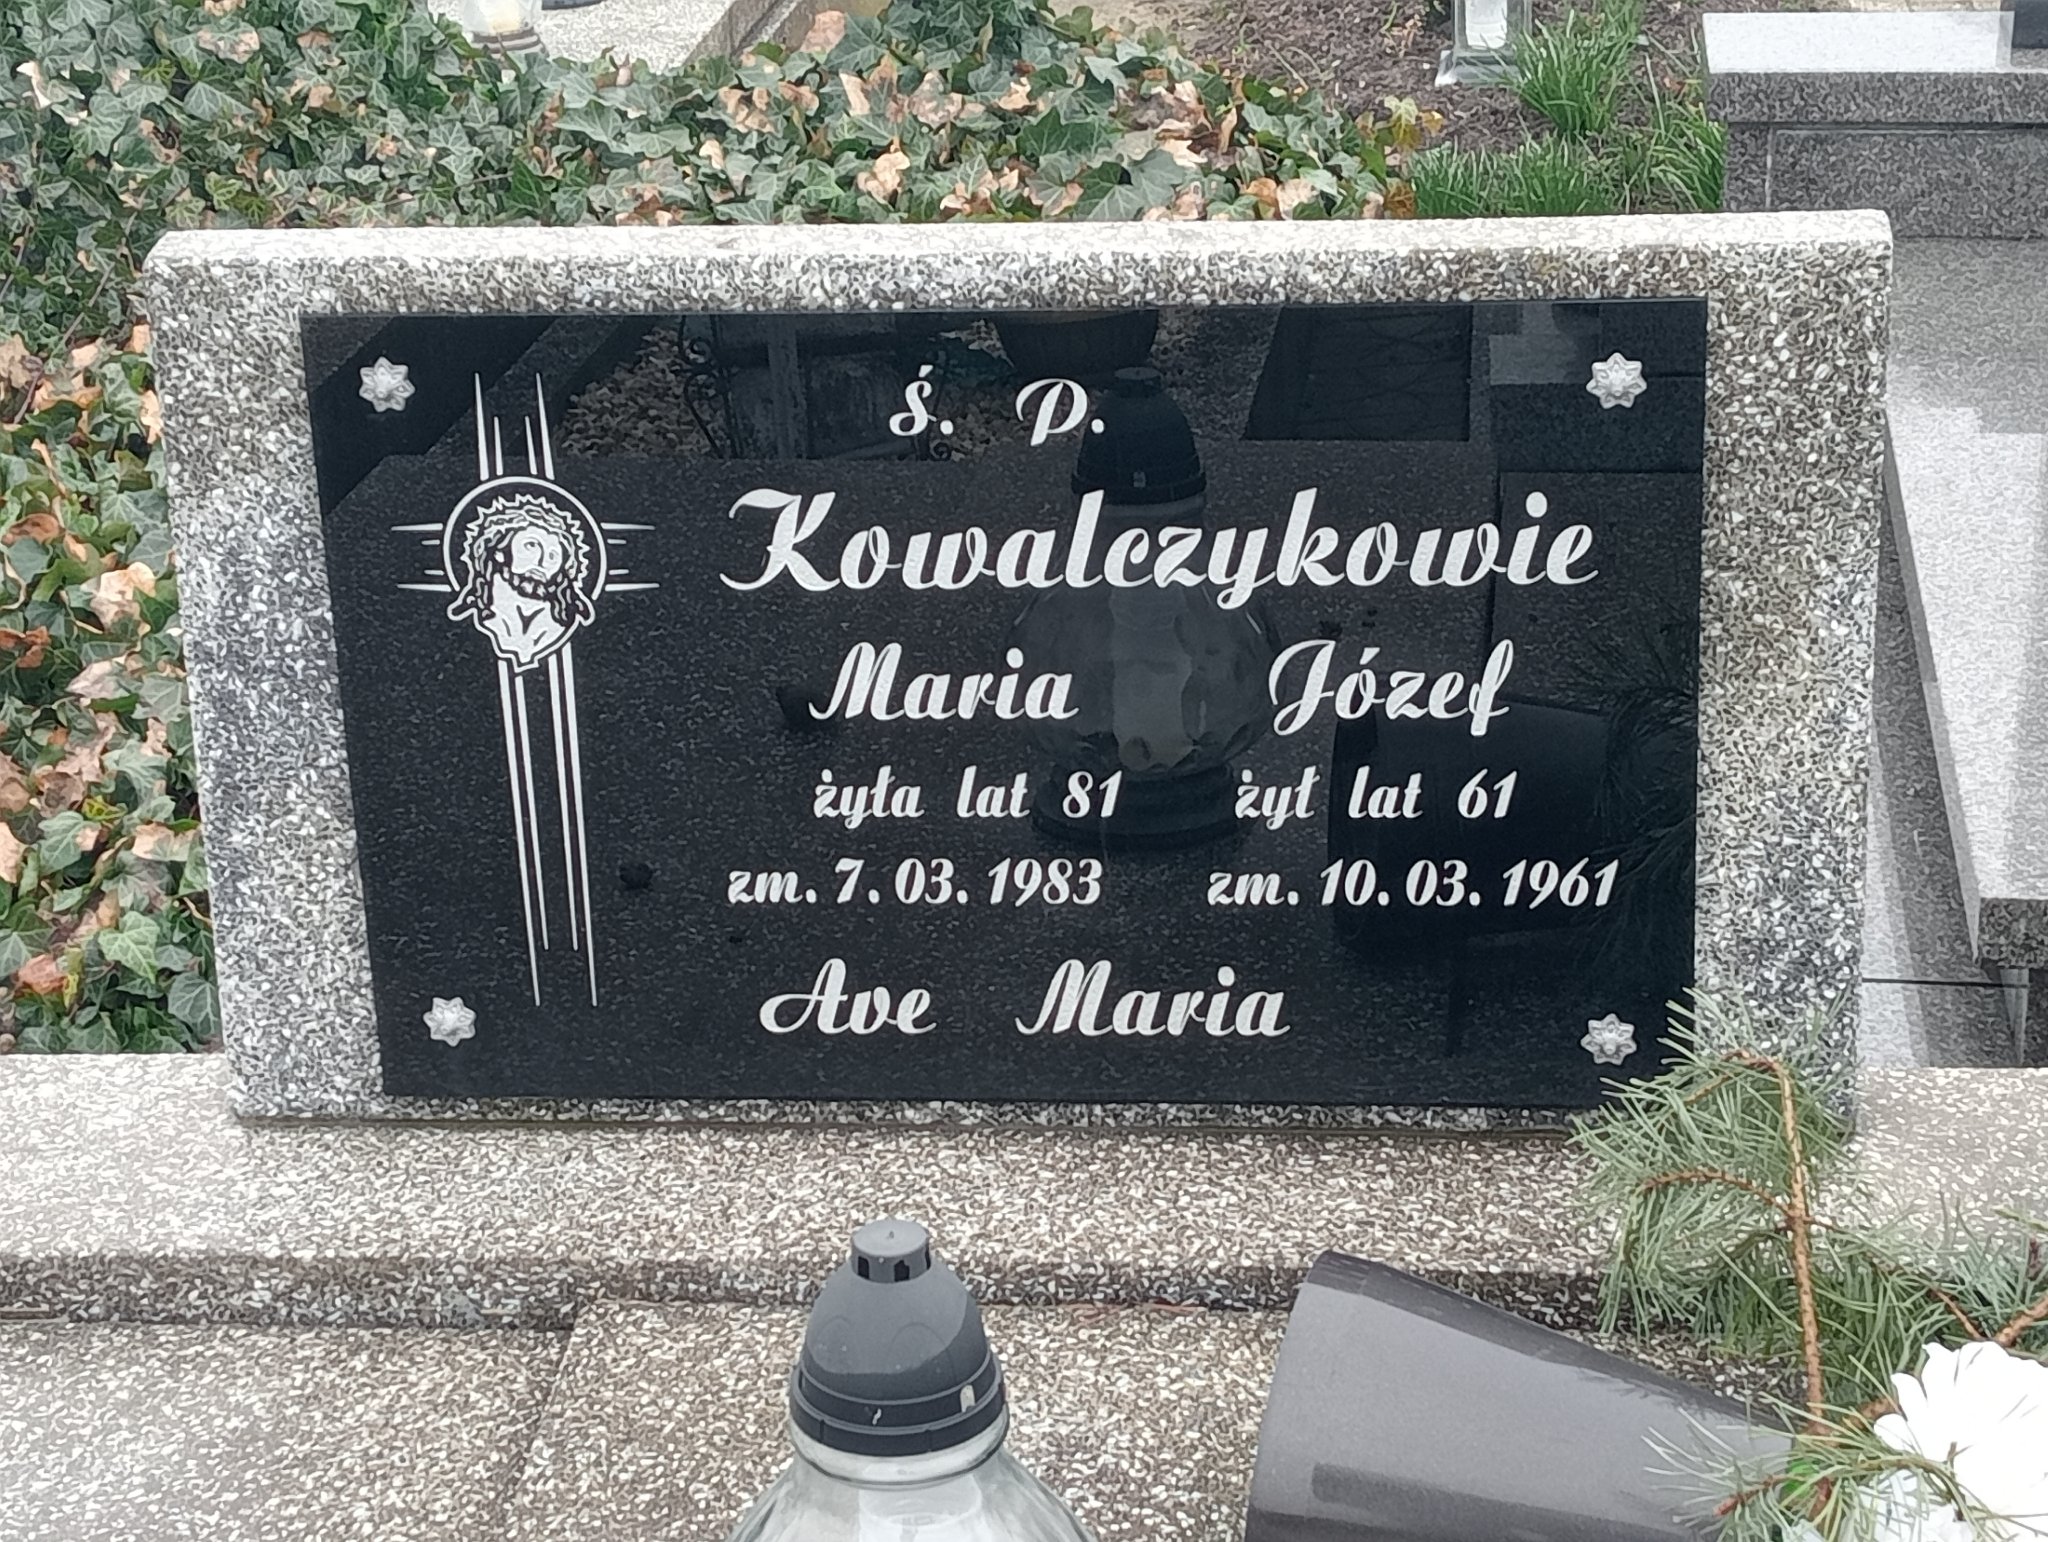 ś. P.
Kowalczykowie
Maria Józef
żyła lat 81 żył lat 61
zm. 7. 03. 1983 zm. 10. 03. 1961
Ave Maria